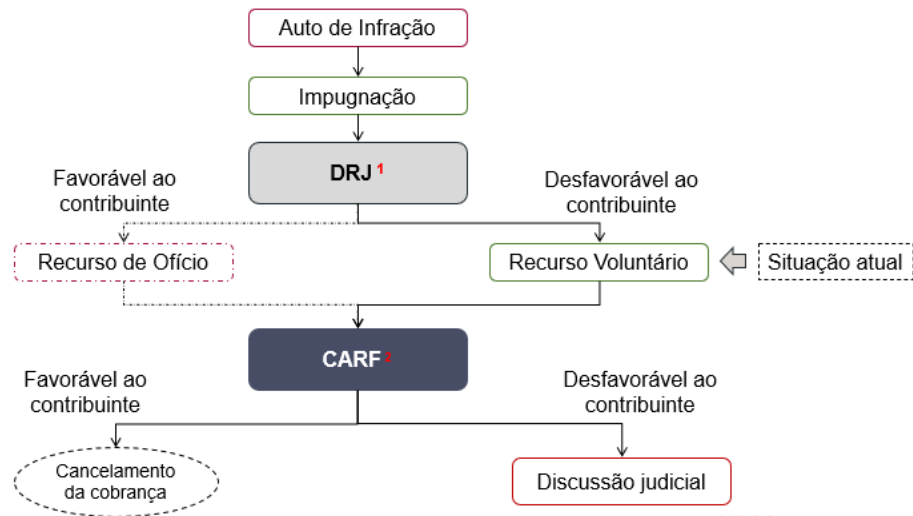 Auto de Infração
Impugnação
DRJ 1
Favorável ao
contribuinte
Desfavorável ao
contribuinte
Recurso de Ofício
Recurso Voluntário
Situação atual
CARF 2
Favorável ao
contribuinte
Desfavorável ao
contribuinte
Cancelamento
da cobrança
Discussão judicial